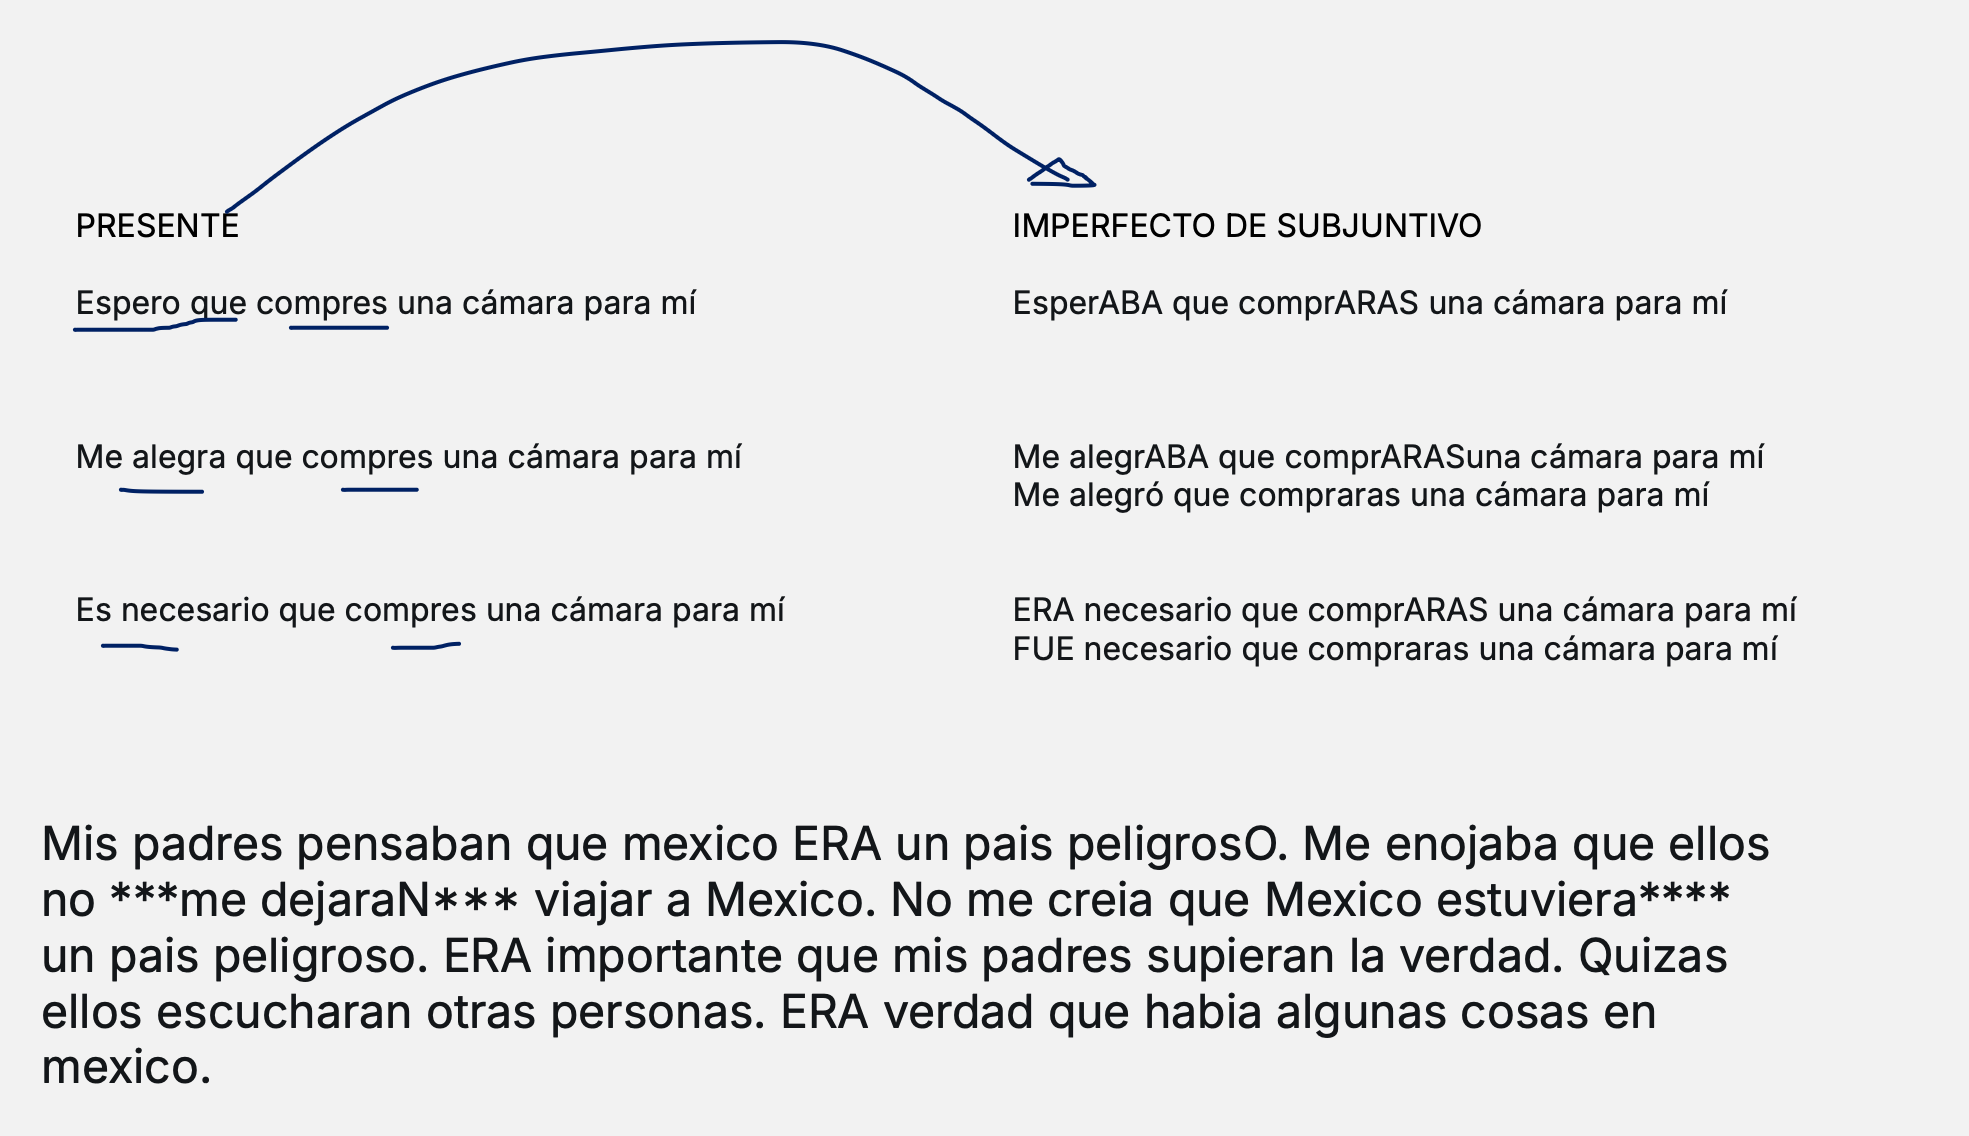 PRESENTE
IMPERFECTO DE SUBJUNTIVO
Espero que compres una cámara para mí
EsperABA que comprARAS una cámara para mí
Me alegra que compres una cámara para mí
Me alegrABA que comprARASuna cámara para mí
Me alegró que compraras una cámara para mí
Es necesario que compres una cámara para mí
ERA necesario que comprARAS una cámara para mí
FUE necesario que compraras una cámara para mí
Mis padres pensaban que mexico ERA un pais peligrosO. Me enojaba que ellos
no ***me dejaraN*** viajar a Mexico. No me creia que Mexico estuviera****
un pais peligroso. ERA importante que mis padres supieran la verdad. Quizas
ellos escucharan otras personas. ERA verdad que habia algunas cosas en
mexico.